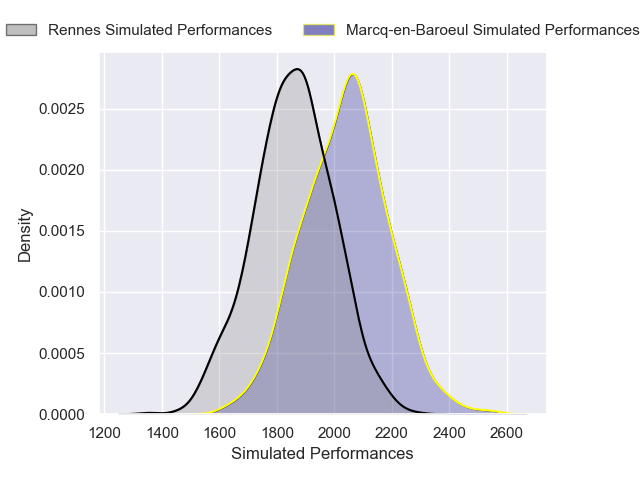 Rennes Simulated Performances Marcq-en-Baroeul Simulated Performances
0.0025
0.0020
0.0015
0.0010
0.0005
0.0000
Density
1200 1400 1600 1800 2000 2200 2400 2600
Simulated Performances